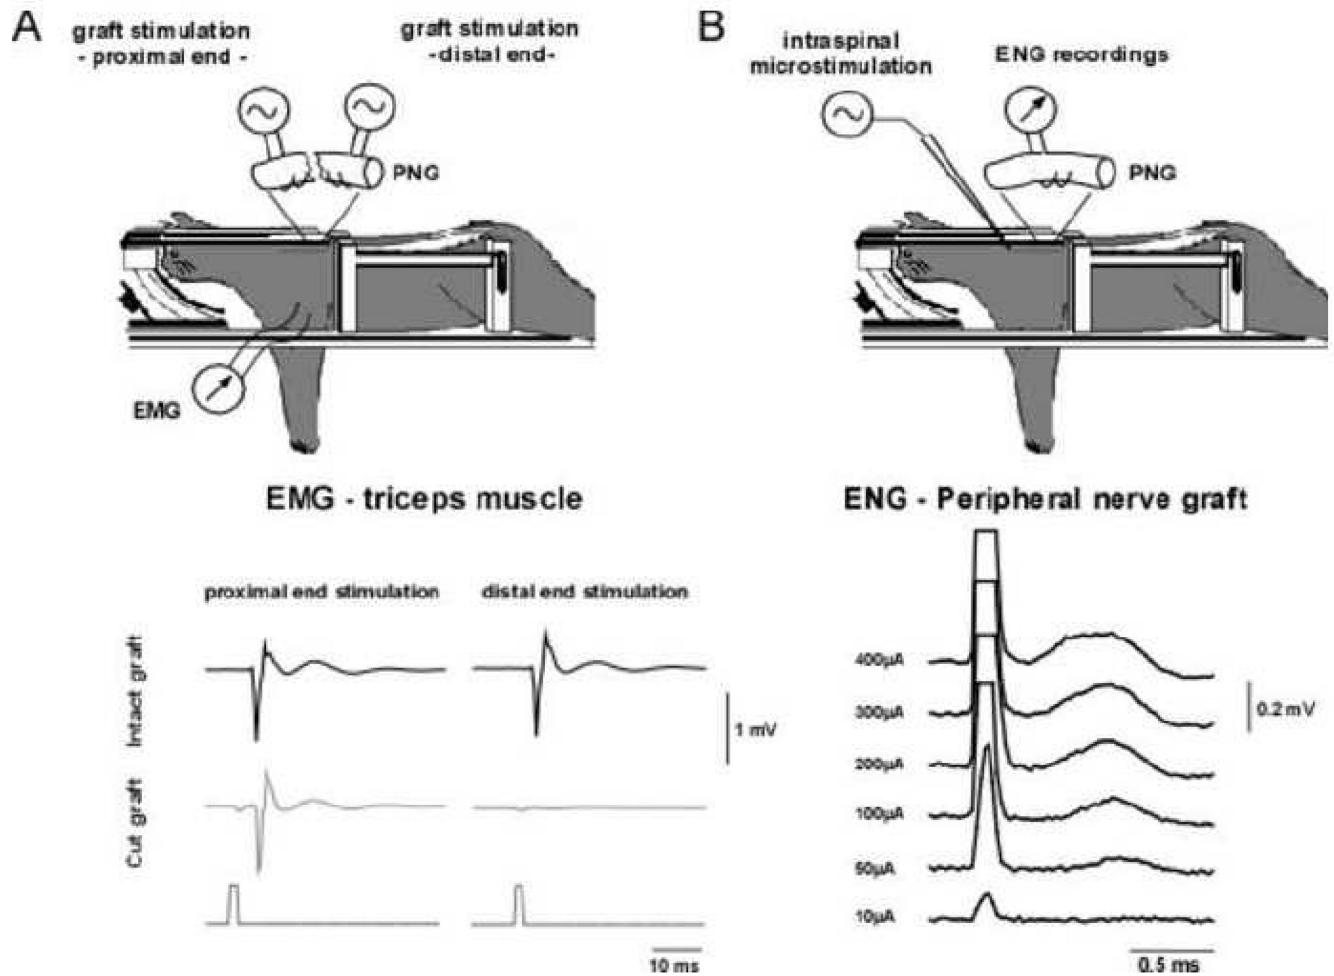 A
graft stimulation
- proximal end -
graft stimulation
-distal end-
PNG
EMG
B
intraspinal
microstimulation
ENG recordings
PNG
EMG - triceps muscle
proximal end stimulation
distal end stimulation
Intact graft
Cut graft
1 mV
10 ms
ENG - Peripheral nerve graft
400µA
300µA
200µA
100µA
50µA
10µA
0.2 mV
0.5 ms